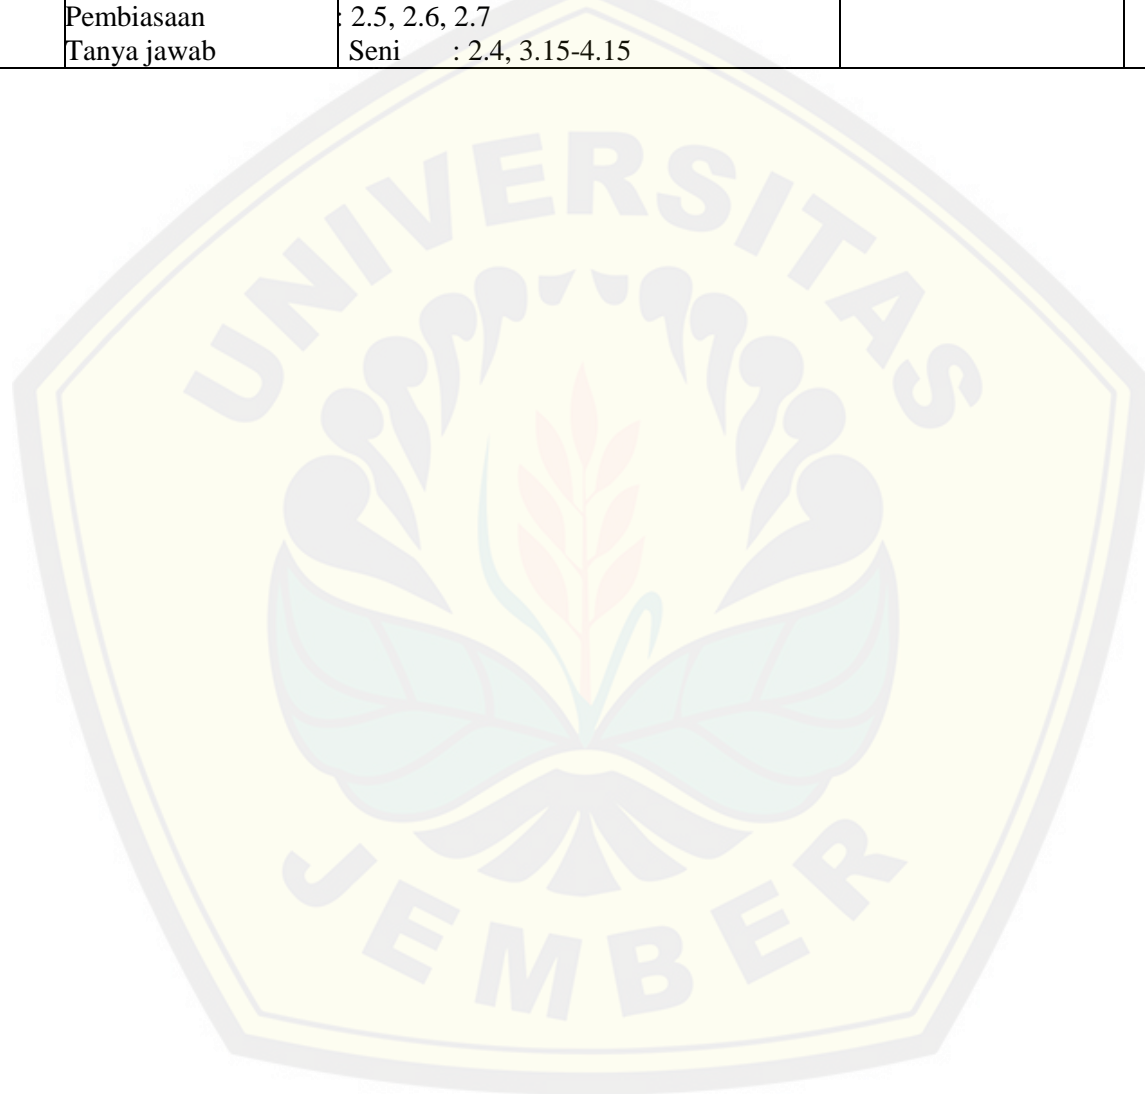 Pembiasaan : 2.5, 2.6, 2.7
Tanya jawab Seni : 2.4, 3.15-4.15
UNIVERSITAS
JEMBER